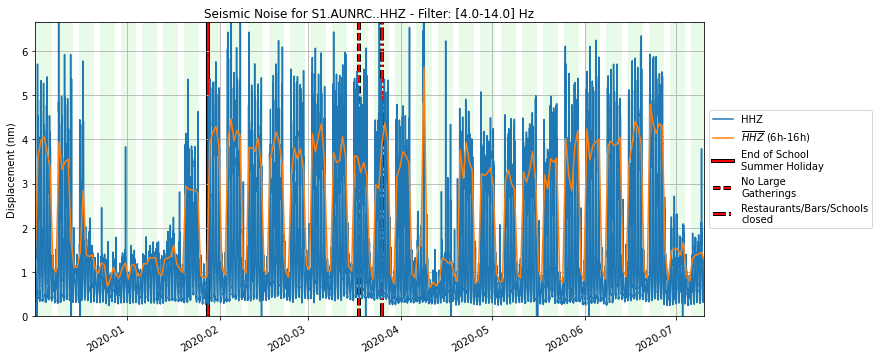 Seismic Noise for S1.AUNRC..HHZ - Filter: [4.0-14.0] Hz
Displacement (nm)
6
5
4
3
2
1
0
2020-01
2020-02
2020-03
2020-04
2020-05
2020-06
2020-07
HHZ
HHZ (6h-16h)
End of School
Summer Holiday
No Large
Gatherings
Restaurants/Bars/Schools
closed